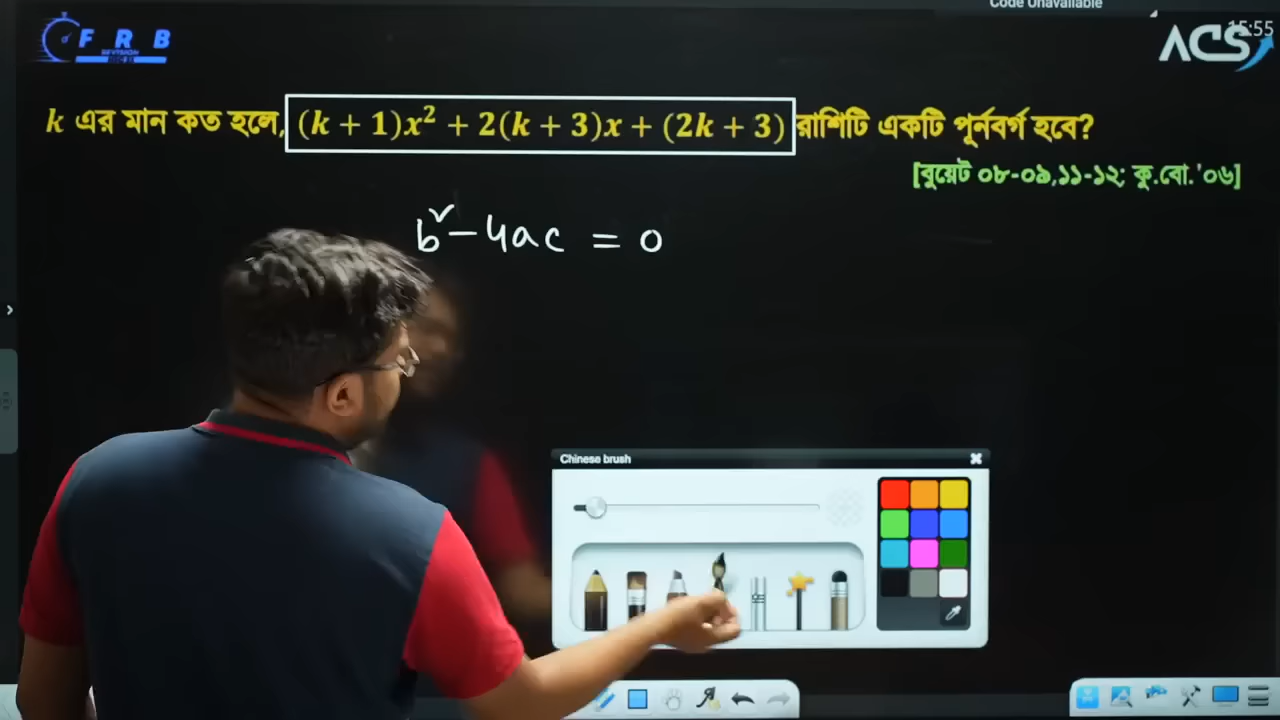 Code Unavailable
15:55
F R B
ACS
k এর মান কত হলে, (k + 1)x² + 2(k + 3)x + (2k + 3) রাশিটি একটি পূর্নবর্গ হবে?
[বুয়েট ০৮-০৯,১১-১২; কু.বো.'০৬]
b² – 4ac = 0
Chinese brush